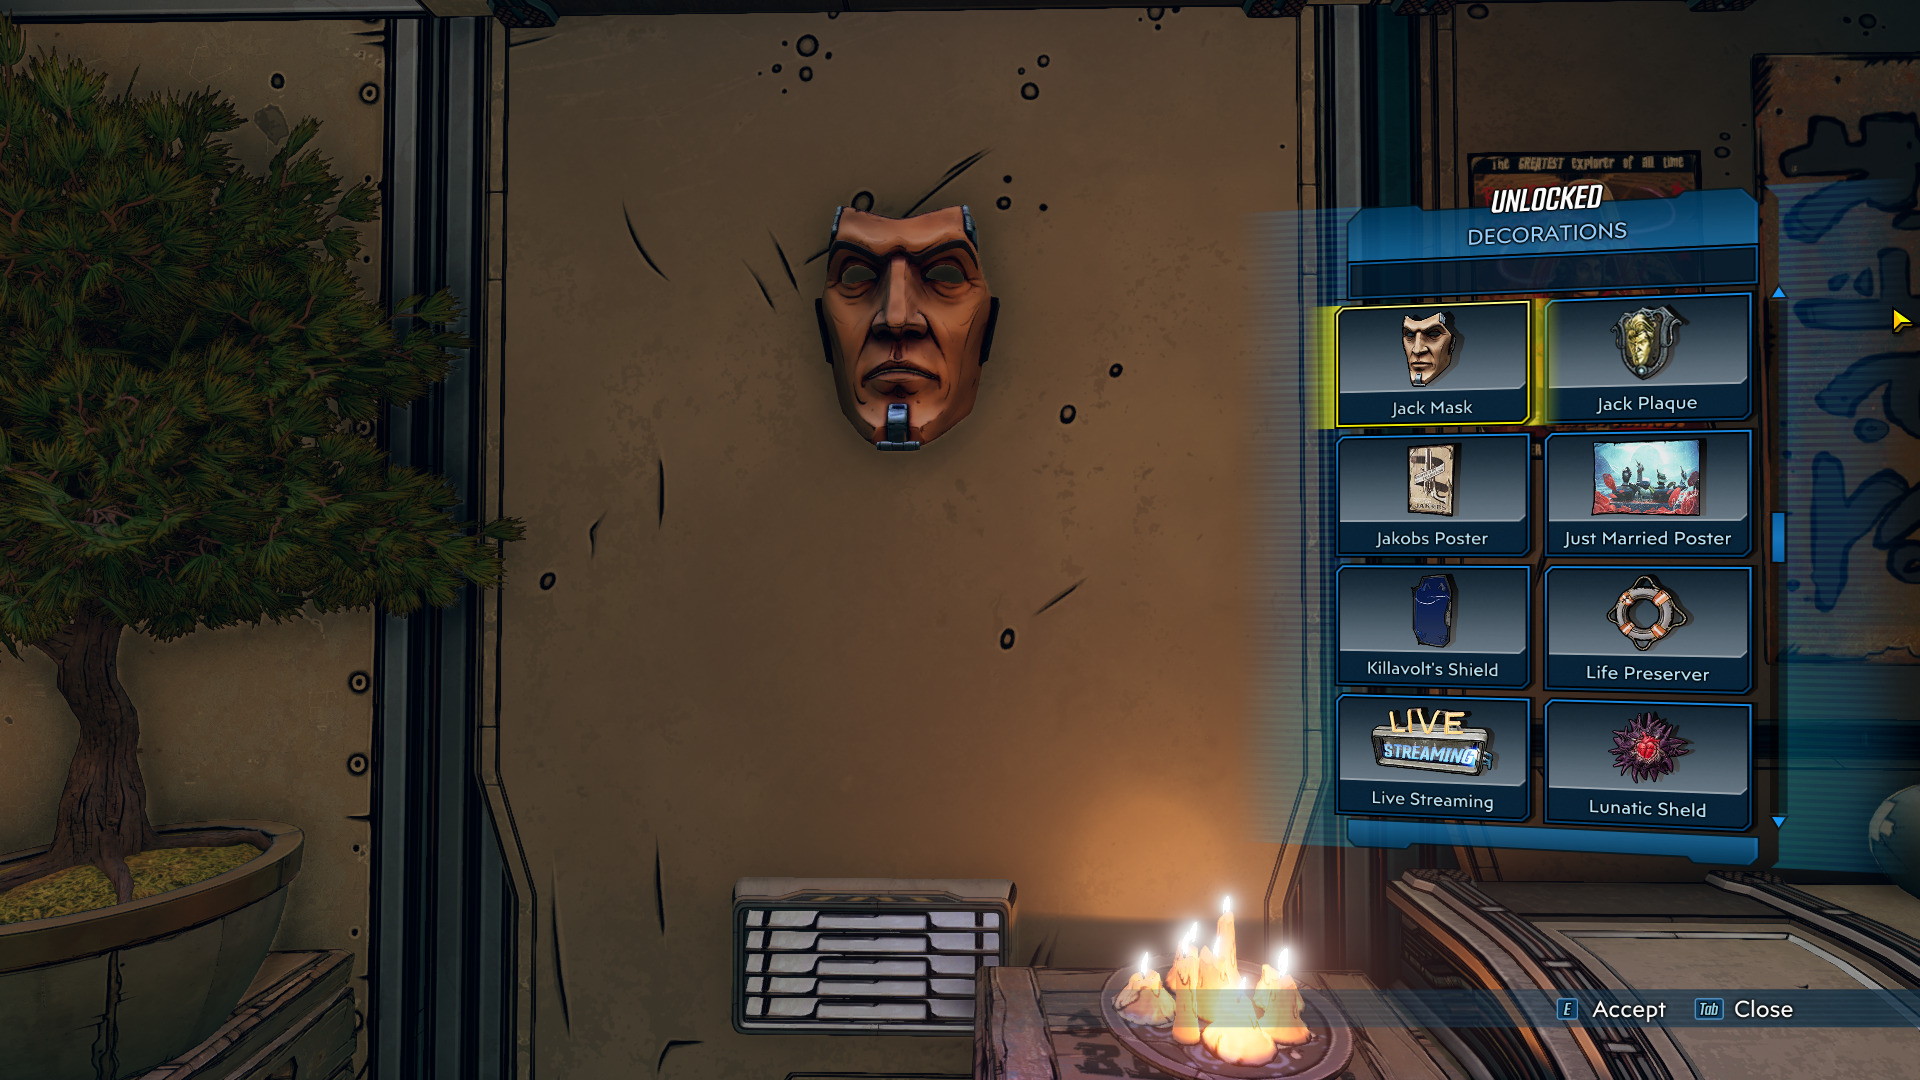 The GREATEST explorer of all time
UNLOCKED
DECORATIONS
Jack Mask
Jack Plaque
JAKOBS
Jakobs Poster
Just Married Poster
Killavolt's Shield
Life Preserver
LIVE
STREAMING
Live Streaming
Lunatic Sheld
E Accept
Tab Close